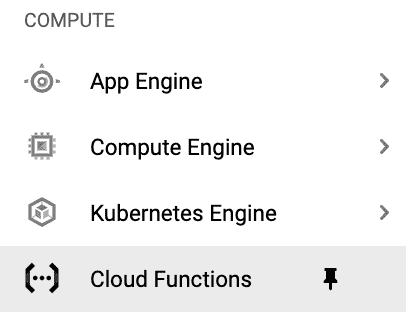 COMPUTE
App Engine
Compute Engine
Kubernetes Engine
Cloud Functions